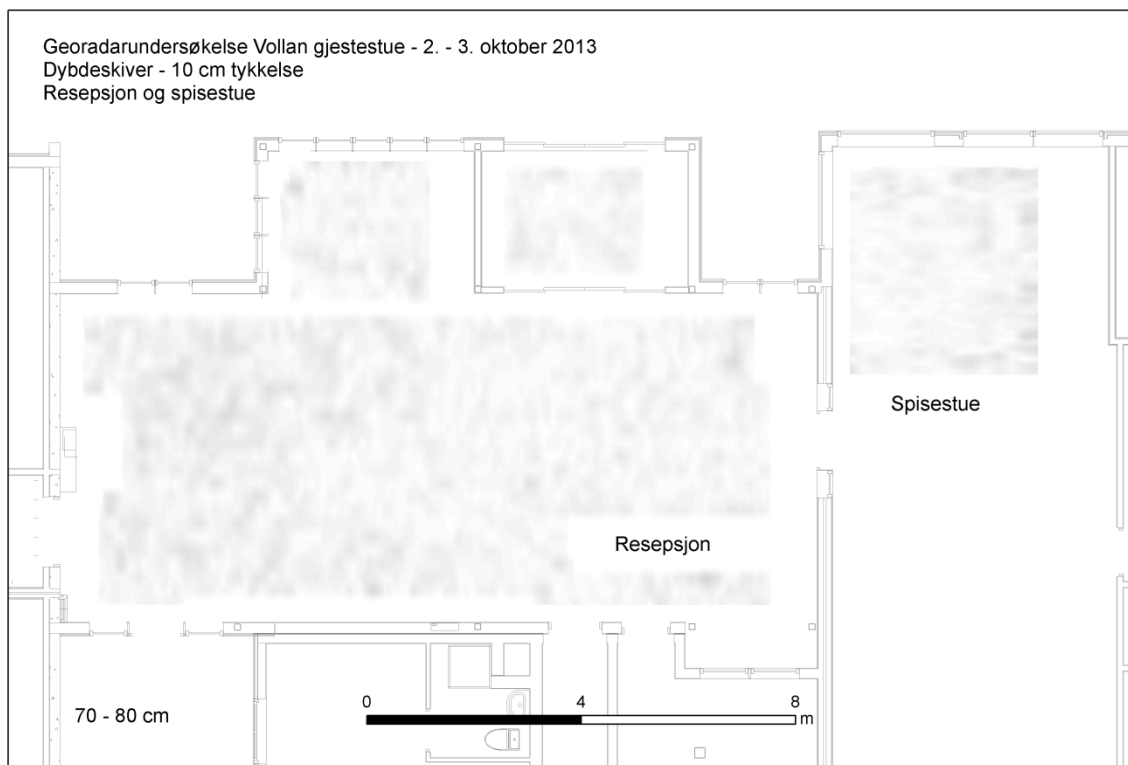 Georadarundersøkelse Vollan gjestestue - 2. - 3. oktober 2013
Dybdeskiver - 10 cm tykkelse
Resepsjon og spisestue
Spisestue
Resepsjon
70 - 80 cm
0 4 8
m